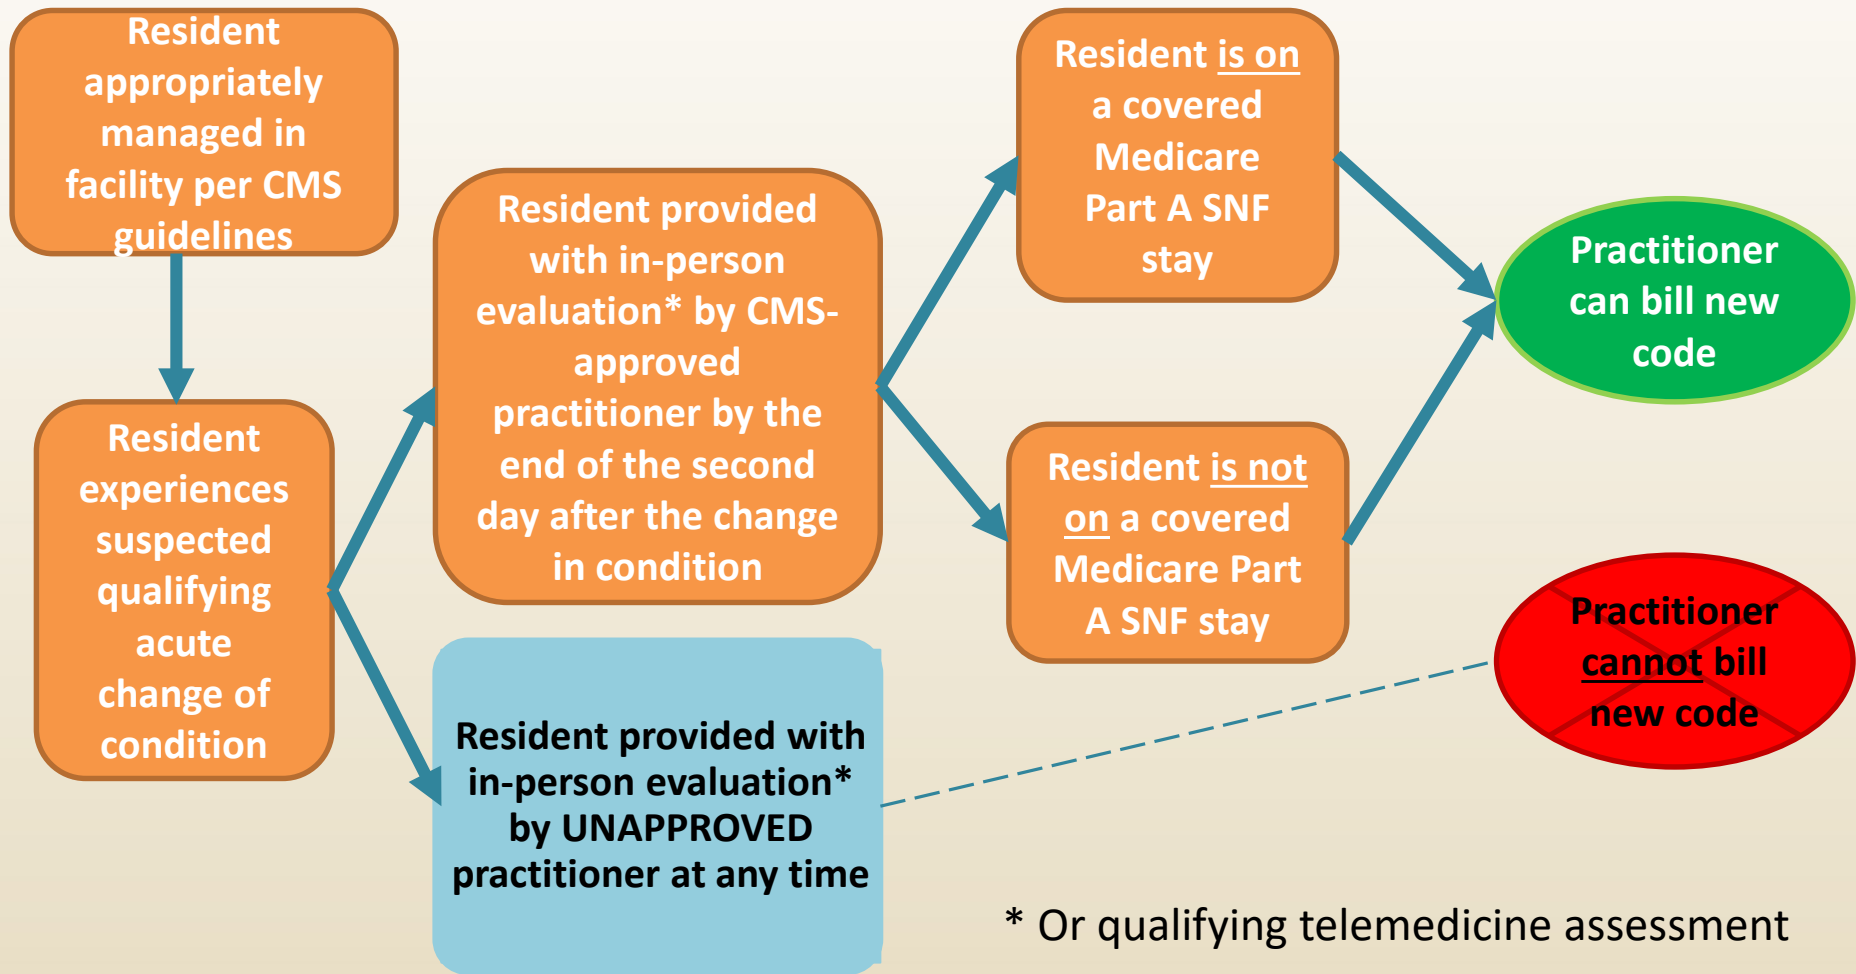 Resident
appropriately
managed in
facility per CMS
guidelines
Resident
experiences
suspected
qualifying
acute
change of
condition
Resident provided
with in-person
evaluation* by CMS-
approved
practitioner by the
end of the second
day after the change
in condition
Resident provided with
in-person evaluation*
by UNAPPROVED
practitioner at any time
Resident is on
a covered
Medicare
Part A SNF
stay
Resident is not
on a covered
Medicare Part
A SNF stay
Practitioner
can bill new
code
Practitioner
cannot bill
new code
* Or qualifying telemedicine assessment